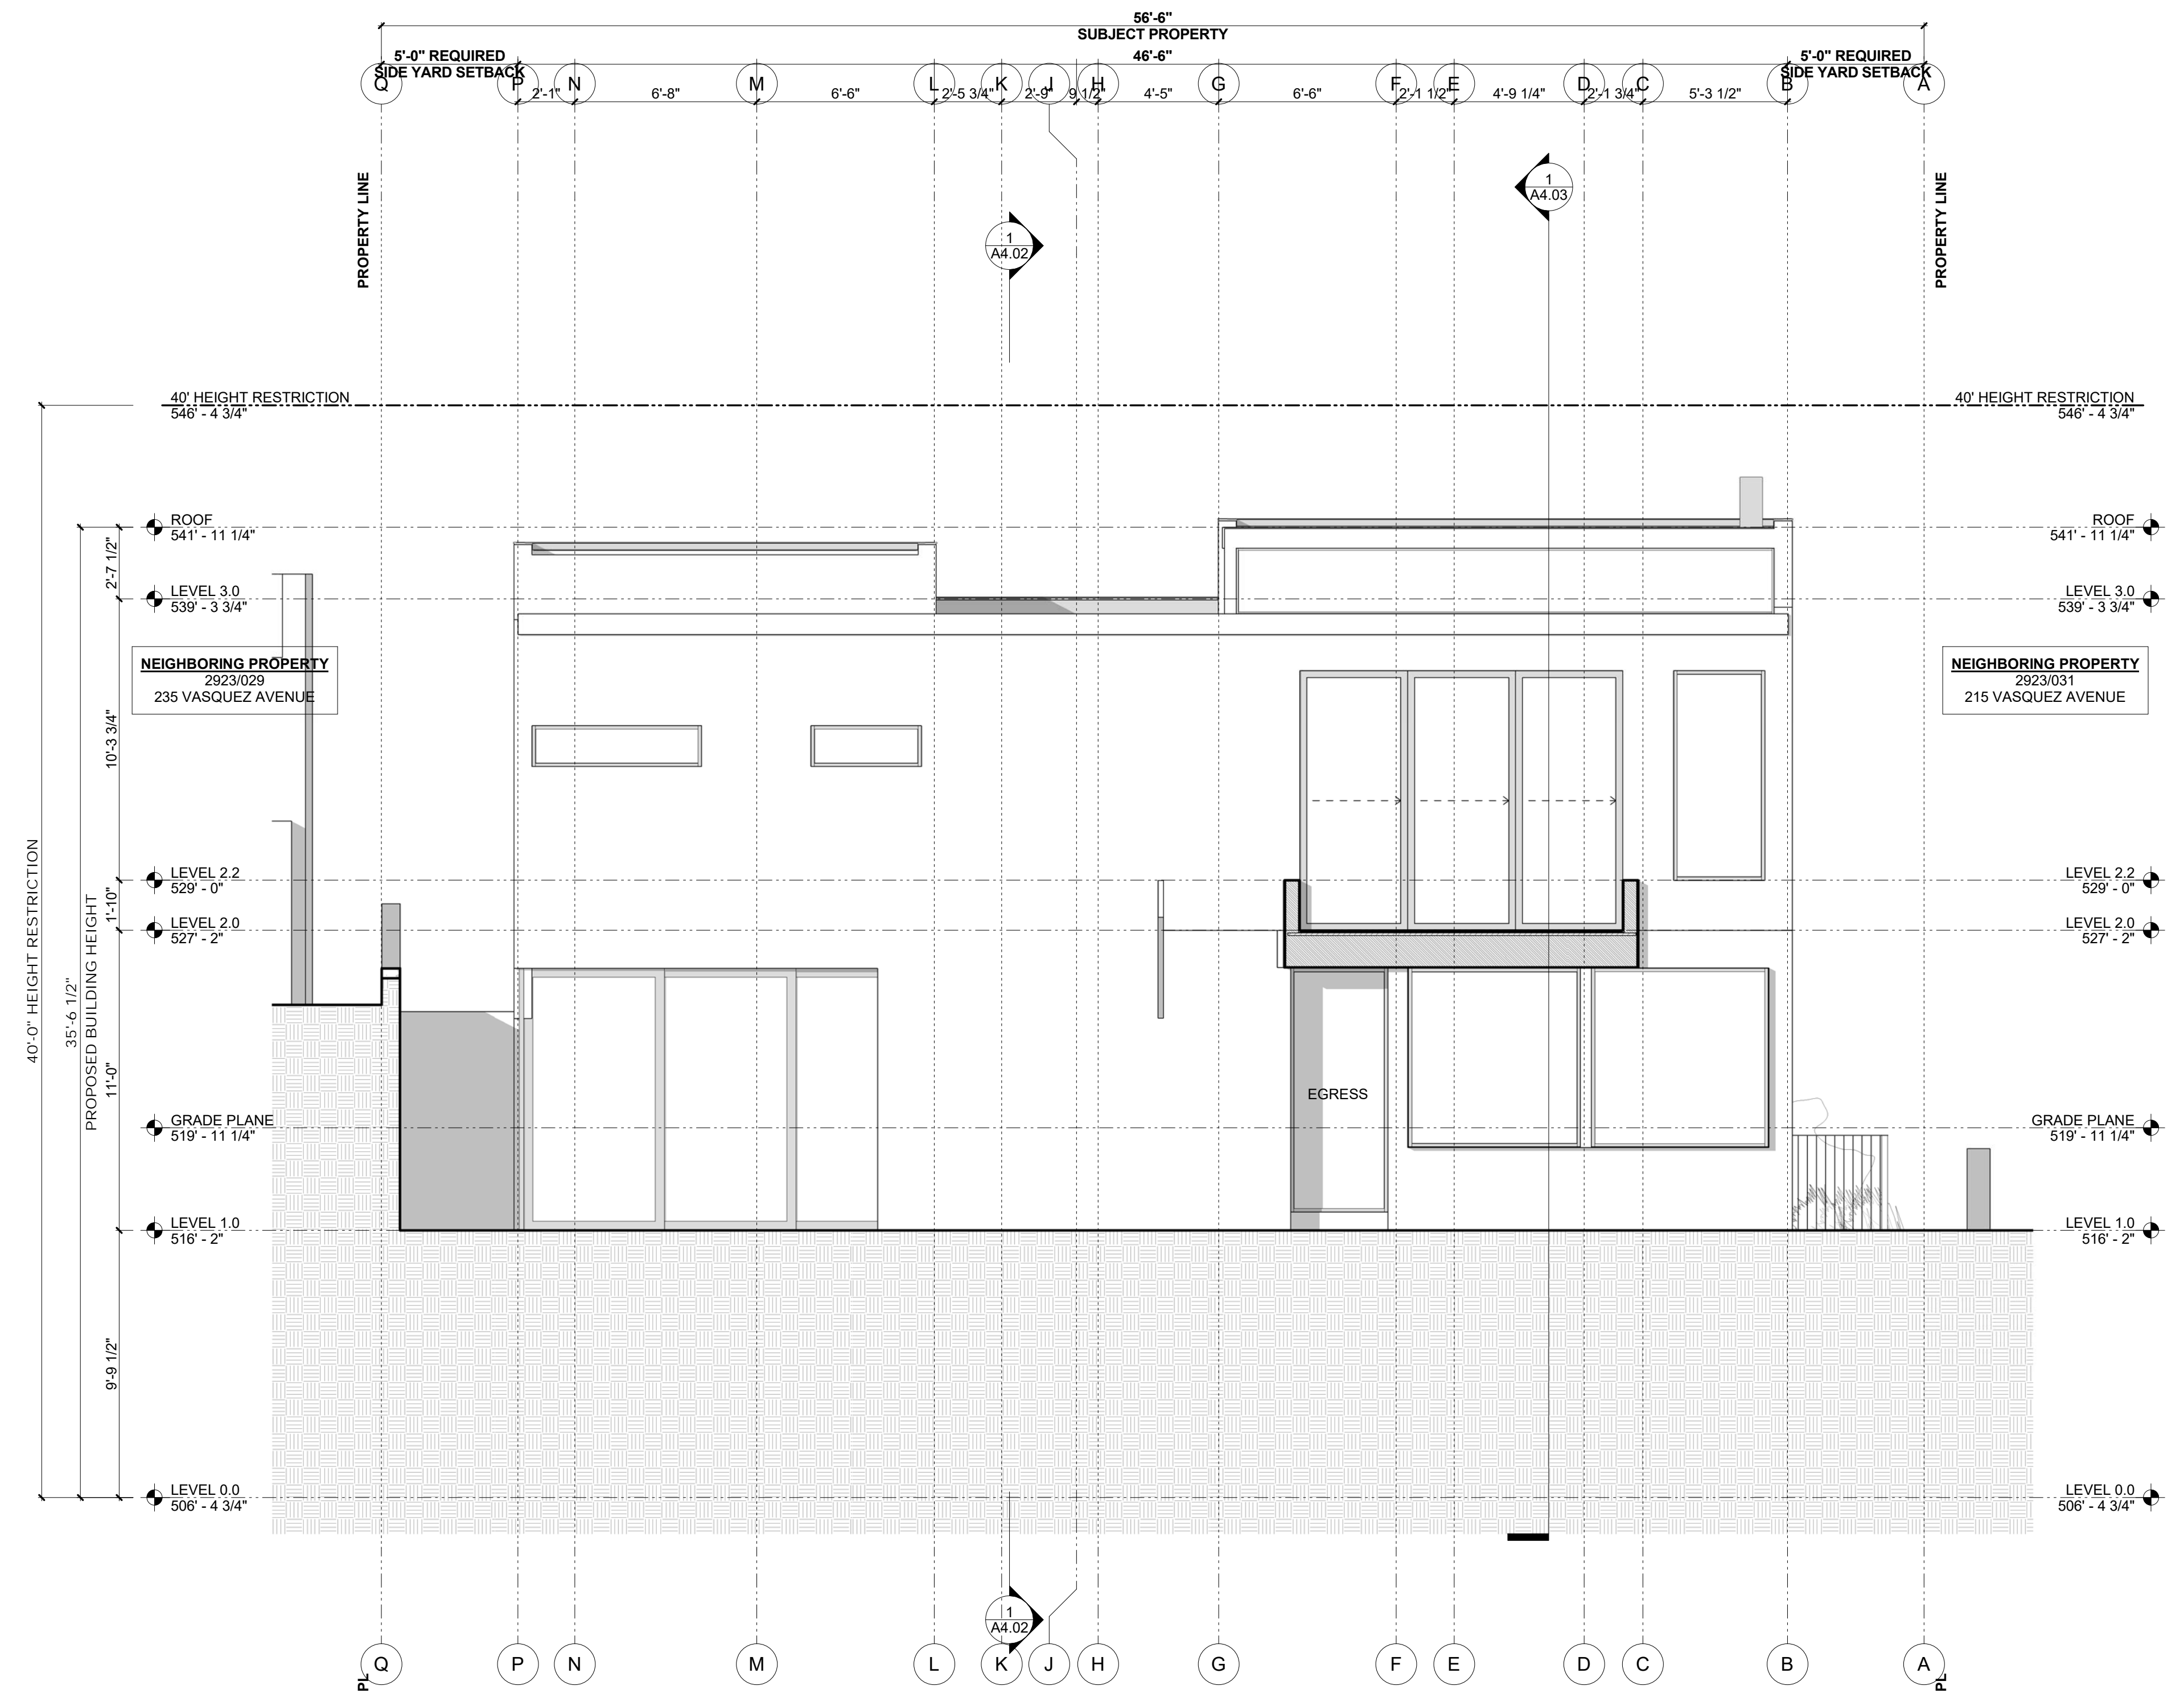 56'-6"
SUBJECT PROPERTY
5'-0" REQUIRED
SIDE YARD SETBACK
46'-6"
5'-0" REQUIRED
SIDE YARD SETBACK
Q P N M L K J H G F E D C B A
2'-1" 6'-8" 6'-6" 2'-5 3/4" 2'-9" 9 1/2" 4'-5" 6'-6" 2'-1 1/2" 4'-9 1/4" 2'-1 3/4" 5'-3 1/2"
PROPERTY LINE
PROPERTY LINE
1
A4.03
1
A4.02
40' HEIGHT RESTRICTION
546' - 4 3/4"
40' HEIGHT RESTRICTION
546' - 4 3/4"
ROOF
541' - 11 1/4"
ROOF
541' - 11 1/4"
2'-7 1/2"
LEVEL 3.0
539' - 3 3/4"
LEVEL 3.0
539' - 3 3/4"
NEIGHBORING PROPERTY
2923/029
235 VASQUEZ AVENUE
NEIGHBORING PROPERTY
2923/031
215 VASQUEZ AVENUE
10'-3 3/4"
LEVEL 2.2
529' - 0"
LEVEL 2.2
529' - 0"
1'-10"
LEVEL 2.0
527' - 2"
LEVEL 2.0
527' - 2"
40'-0" HEIGHT RESTRICTION
35'-6 1/2"
PROPOSED BUILDING HEIGHT
11'-0"
EGRESS
GRADE PLANE
519' - 11 1/4"
GRADE PLANE
519' - 11 1/4"
LEVEL 1.0
516' - 2"
LEVEL 1.0
516' - 2"
9'-9 1/2"
LEVEL 0.0
506' - 4 3/4"
LEVEL 0.0
506' - 4 3/4"
1
A4.02
Q P N M L K J H G F E D C B A
PL
PL